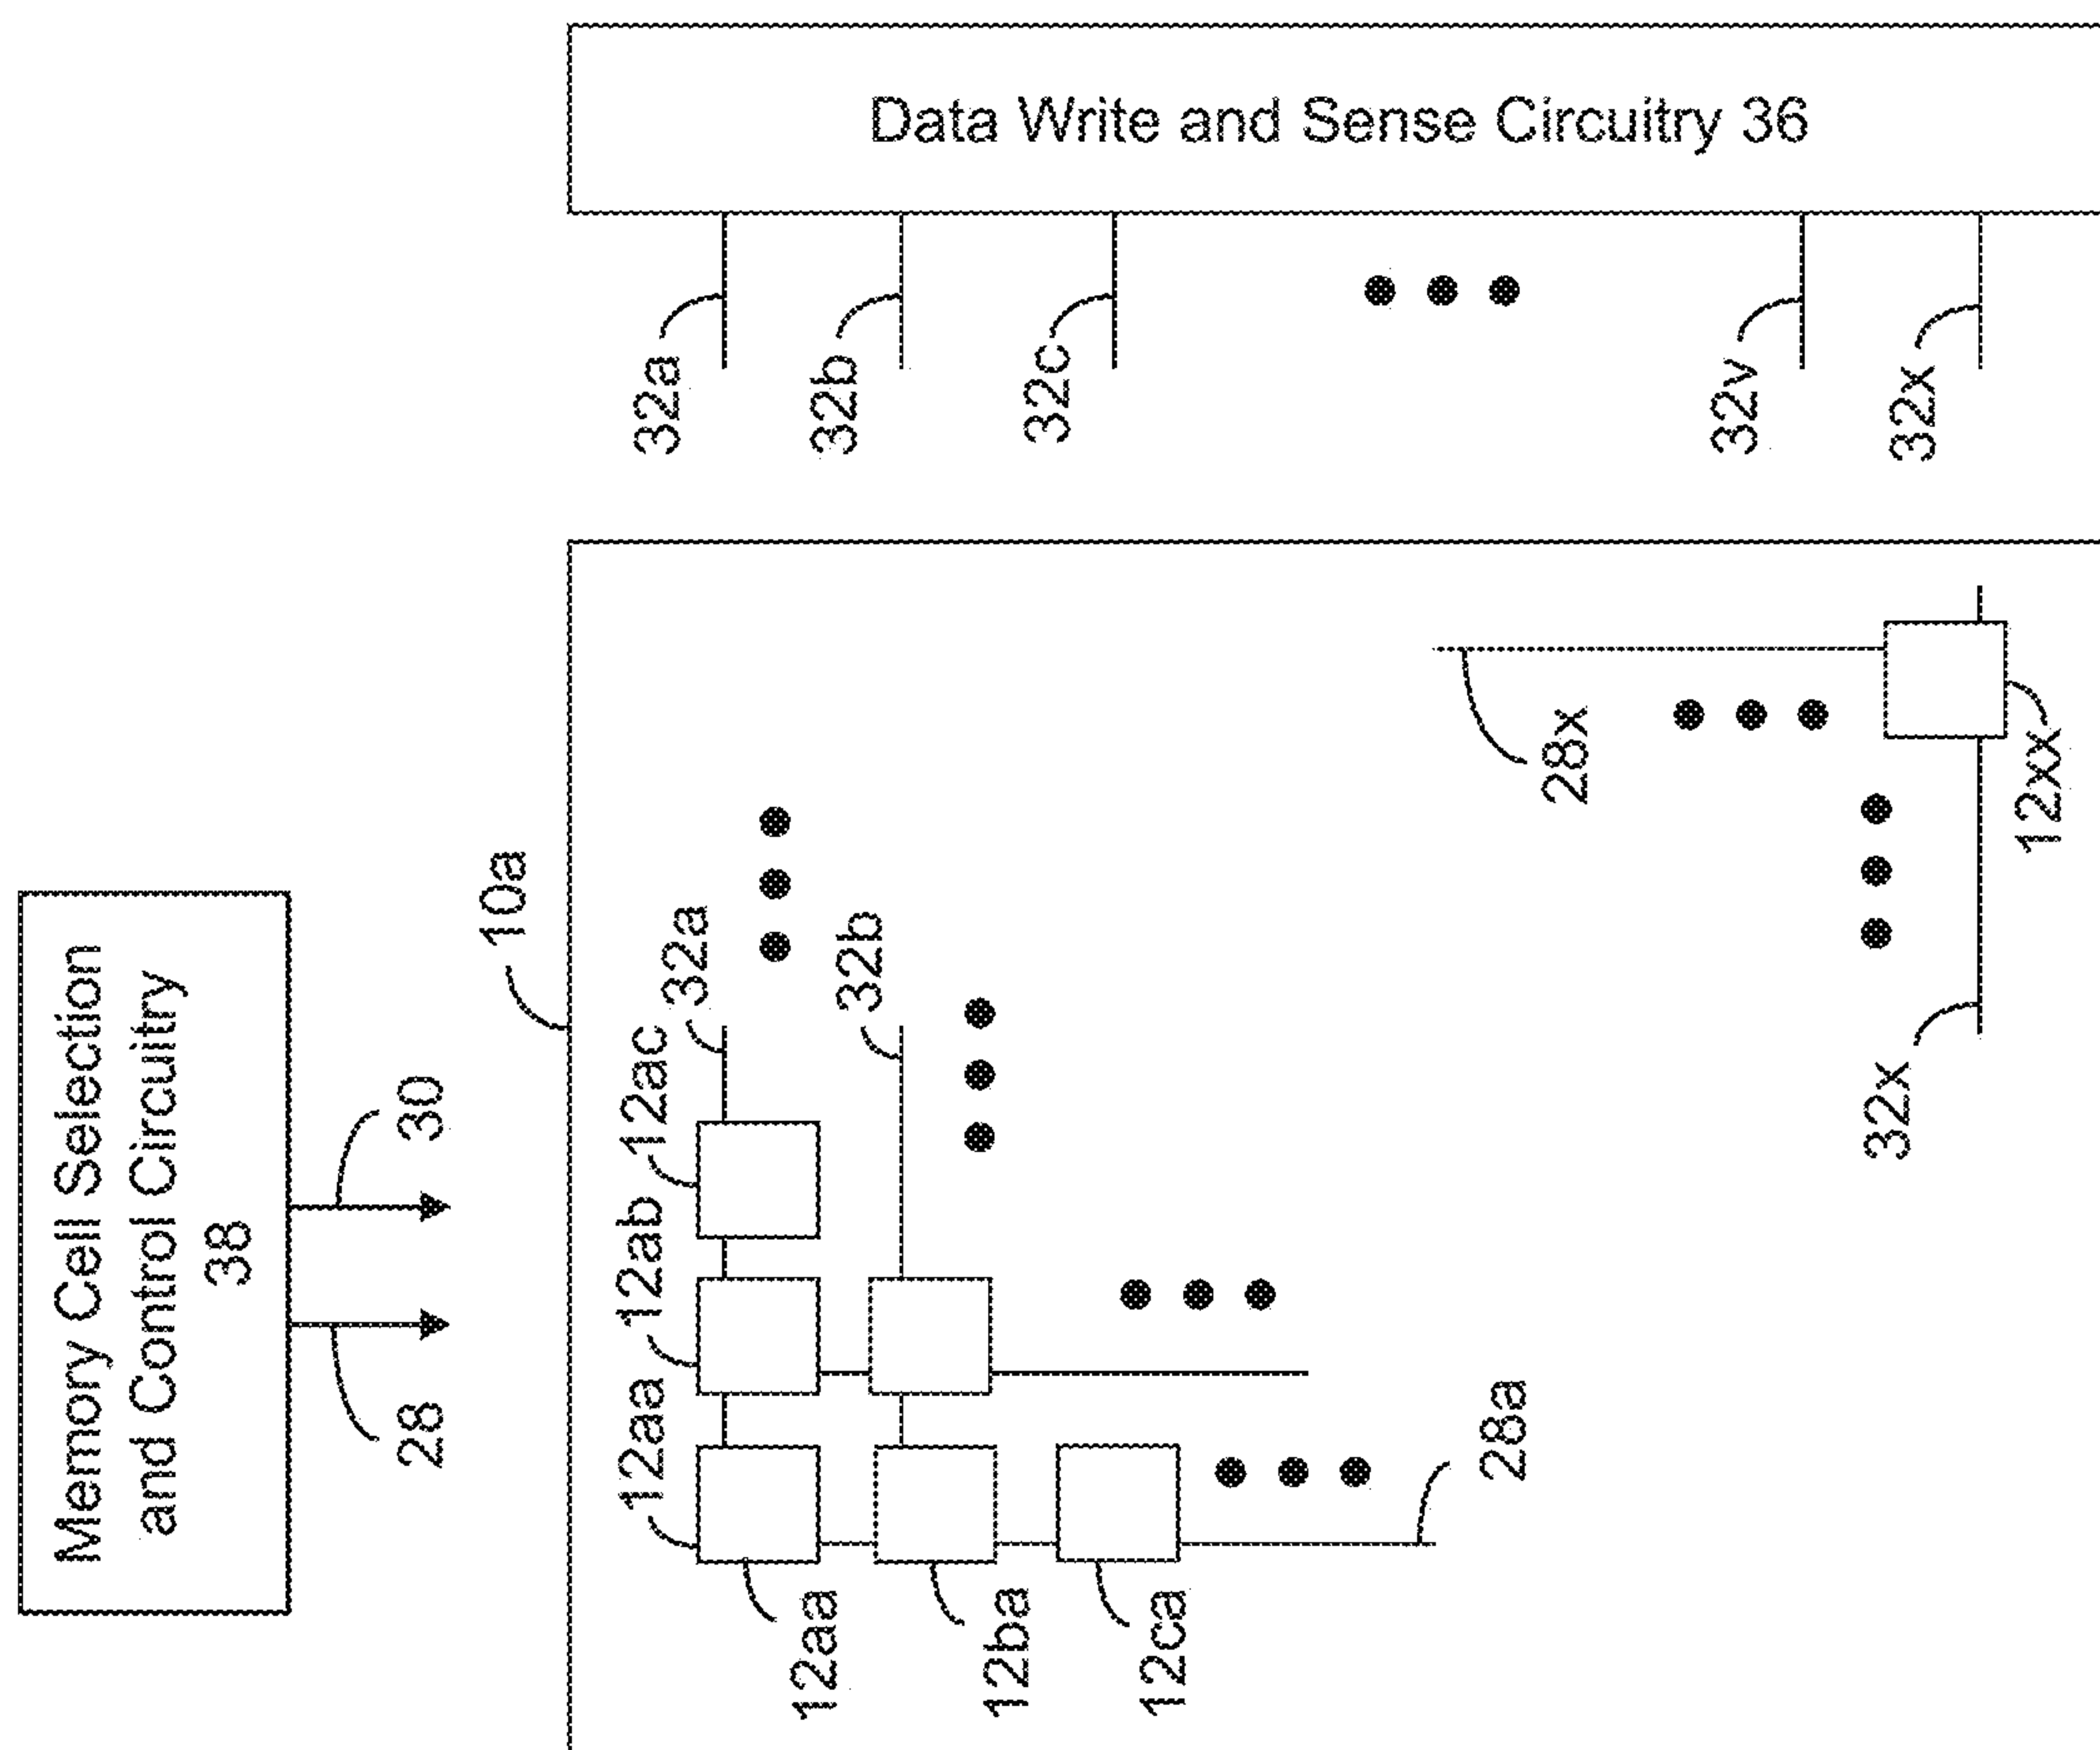 Data Write and Sense Circuitry 36
32a
32b
32c
32v
32x
Memory Cell Selection
and Control Circuitry
38
28
30
10a
12aa
12ab
12ac
32a
32b
12aa
12ba
12ca
28a
28x
32x
12xx